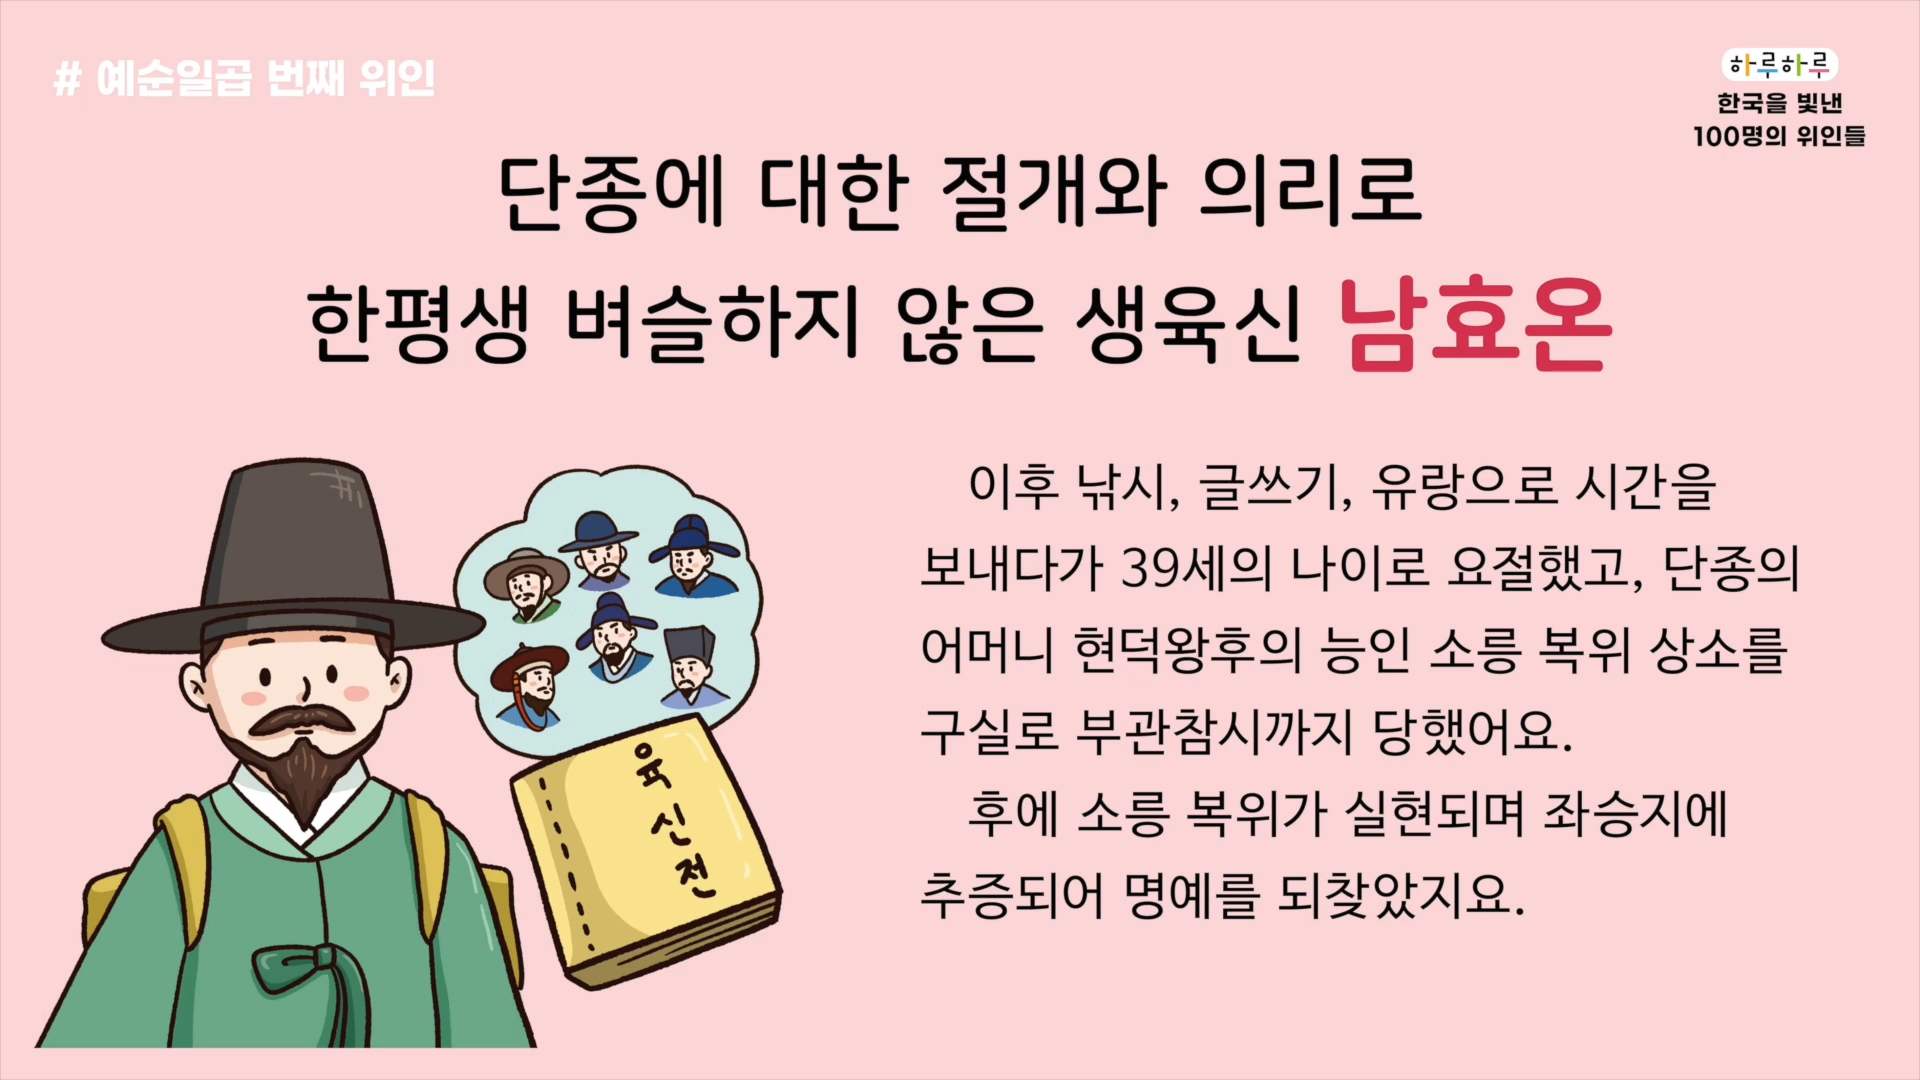 # 예순일곱 번째 위인
하루하루
한국을 빛낸
100명의 위인들
단종에 대한 절개와 의리로
한평생 벼슬하지 않은 생육신 남효온
이후 낚시, 글쓰기, 유랑으로 시간을
보내다가 39세의 나이로 요절했고, 단종의
어머니 현덕왕후의 능인 소릉 복위 상소를
구실로 부관참시까지 당했어요.
후에 소릉 복위가 실현되며 좌승지에
추증되어 명예를 되찾았지요.
육신전